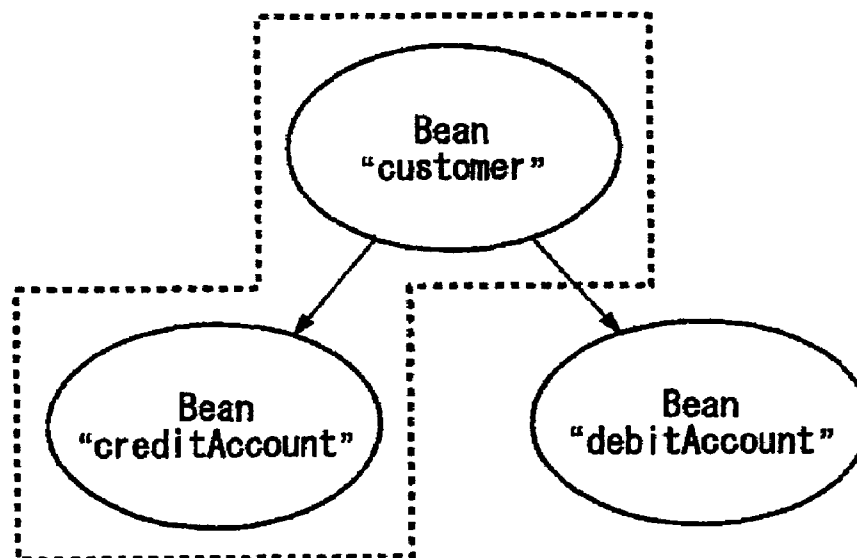 Bean
“customer”
Bean
“creditAccount”
Bean
“debitAccount”